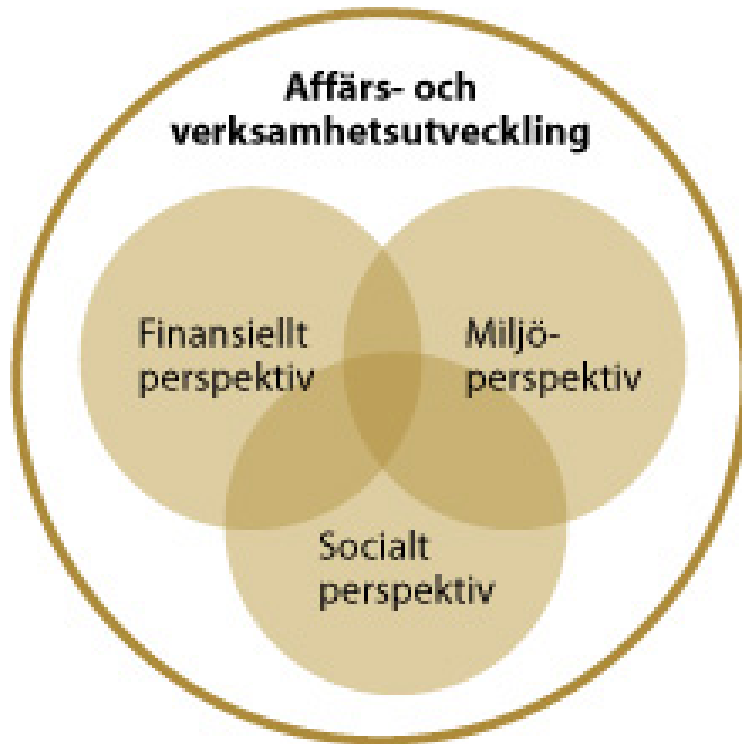 Affärs- och
verksamhetsutveckling
Finansiellt
perspektiv
Miljö-
perspektiv
Socialt
perspektiv